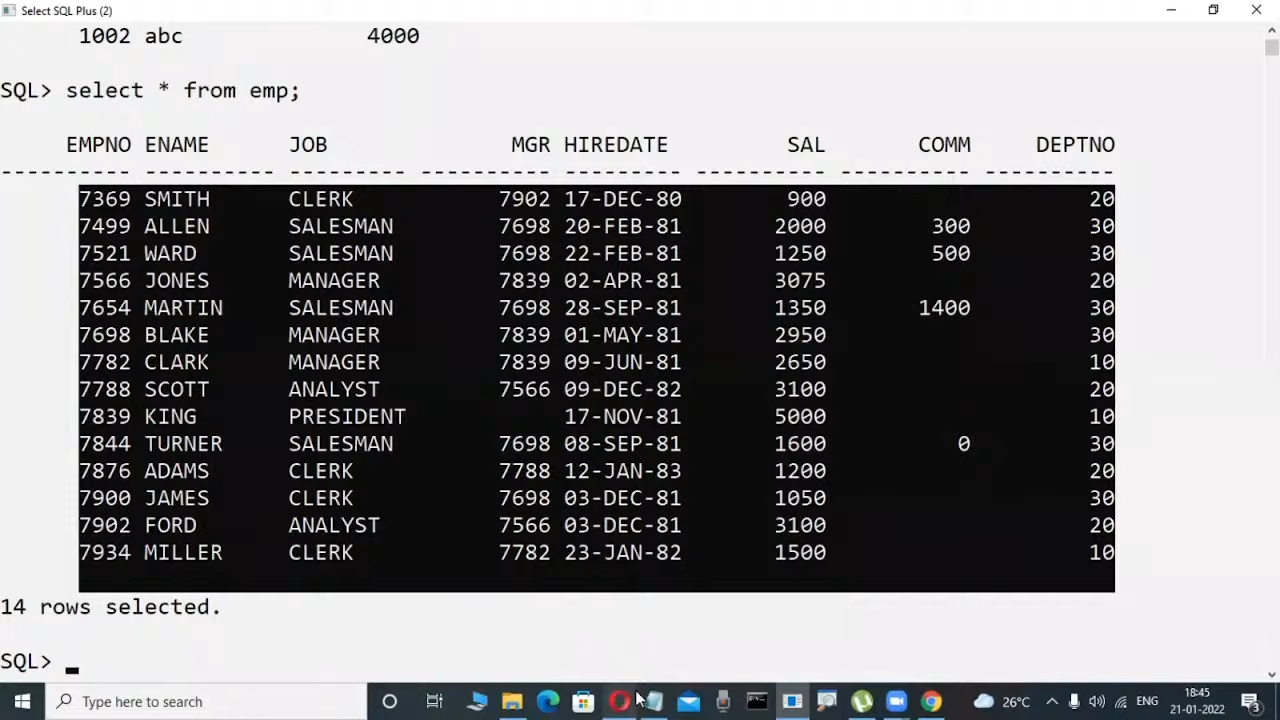 Select SQL Plus (2)
1002 abc 4000
SQL> select * from emp;
EMPNO ENAME JOB MGR HIREDATE SAL COMM DEPTNO
---------- ---------- --------- ---------- --------- ---------- ---------- ----------
7369 SMITH CLERK 7902 17-DEC-80 900 20
7499 ALLEN SALESMAN 7698 20-FEB-81 2000 300 30
7521 WARD SALESMAN 7698 22-FEB-81 1250 500 30
7566 JONES MANAGER 7839 02-APR-81 3075 20
7654 MARTIN SALESMAN 7698 28-SEP-81 1350 1400 30
7698 BLAKE MANAGER 7839 01-MAY-81 2950 30
7782 CLARK MANAGER 7839 09-JUN-81 2650 10
7788 SCOTT ANALYST 7566 09-DEC-82 3100 20
7839 KING PRESIDENT 17-NOV-81 5000 10
7844 TURNER SALESMAN 7698 08-SEP-81 1600 0 30
7876 ADAMS CLERK 7788 12-JAN-83 1200 20
7900 JAMES CLERK 7698 03-DEC-81 1050 30
7902 FORD ANALYST 7566 03-DEC-81 3100 20
7934 MILLER CLERK 7782 23-JAN-82 1500 10
14 rows selected.
SQL>
Type here to search
26°C
ENG
18:45
21-01-2022
3